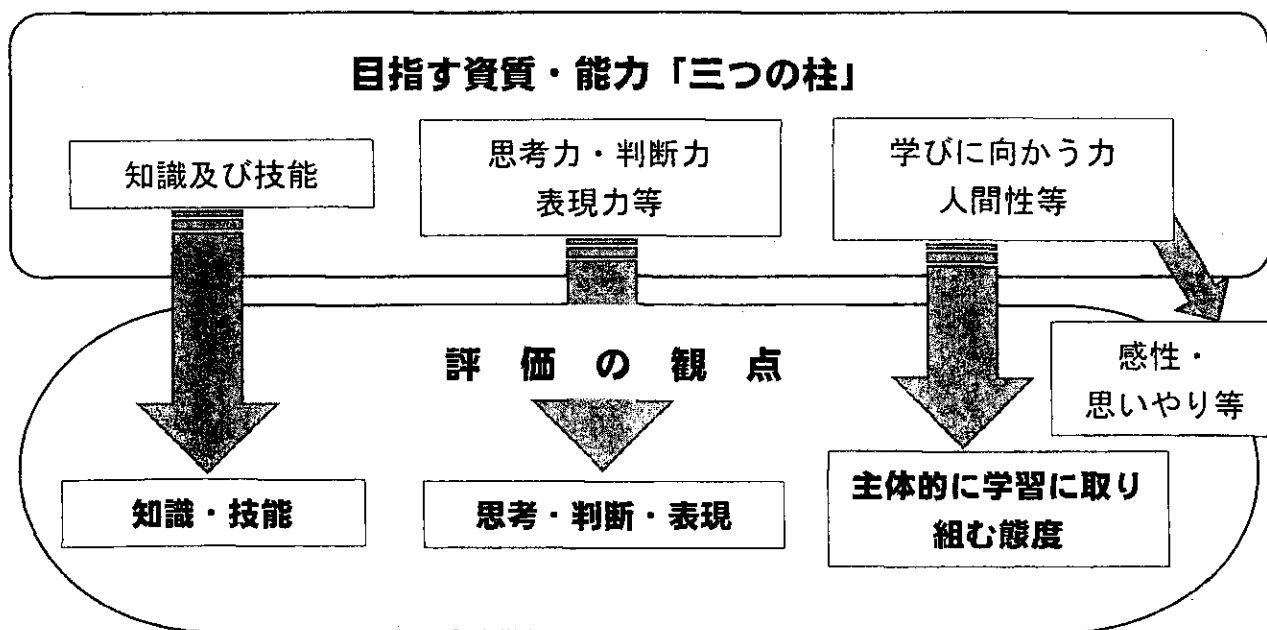 目指す資質・能力「三つの柱」
知識及び技能
思考力・判断力
表現力等
学びに向かう力
人間性等
評価の観点
感性・
思いやり等
知識・技能
思考・判断・表現
主体的に学習に取り
組む態度